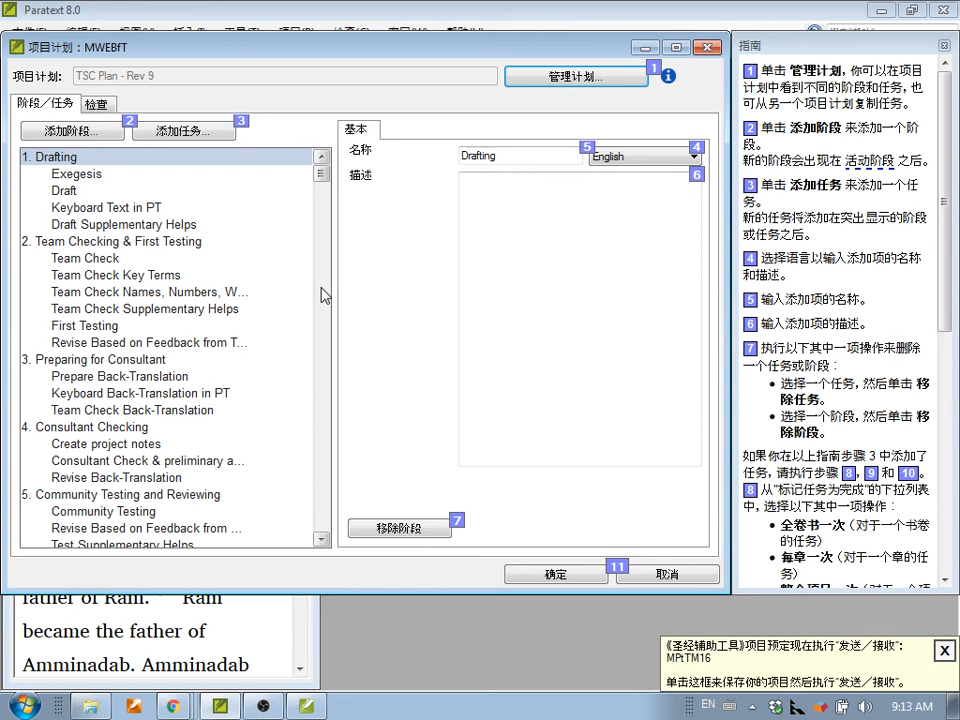 Paratext 8.0
项目计划：MWEBfT
项目计划:
TSC Plan - Rev 9
管理计划...
1
阶段／任务
检查
添加阶段...
2
添加任务...
3
1. Drafting
Exegesis
Draft
Keyboard Text in PT
Draft Supplementary Helps
2. Team Checking & First Testing
Team Check
Team Check Key Terms
Team Check Names, Numbers, W...
Team Check Supplementary Helps
First Testing
Revise Based on Feedback from T...
3. Preparing for Consultant
Prepare Back-Translation
Keyboard Back-Translation in PT
Team Check Back-Translation
4. Consultant Checking
Create project notes
Consultant Check & preliminary a...
Revise Back-Translation
5. Community Testing and Reviewing
Community Testing
Revise Based on Feedback from ...
Test Supplementary Helps
基本
名称
Drafting
5
English
4
描述
6
移除阶段
7
确定
11
取消
father of Ram. Ram
became the father of
Amminadab. Amminadab
指南
1 单击 管理计划，你可以在项目
计划中看到不同的阶段和任务，也
可从另一个项目计划复制任务。
2 单击 添加阶段 来添加一个阶
段。
新的阶段会出现在 活动阶段 之后。
3 单击 添加任务 来添加一个任
务。
新的任务将添加在突出显示的阶段
或任务之后。
4 选择语言以输入添加项的名称
和描述。
5 输入添加项的名称。
6 输入添加项的描述。
7 执行以下其中一项操作来删除
一个任务或阶段：
• 选择一个任务，然后单击 移
除任务。
• 选择一个阶段，然后单击 移
除阶段。
如果你在以上指南步骤 3 中添加了
任务，请执行步骤 8，9 和 10。
8 从"标记任务为完成"的下拉列表
中，选择以下其中一项操作：
• 全卷书一次（对于一个书卷
的任务）
• 每章一次（对于一个章的任
务）
《圣经辅助工具》项目预定现在执行"发送／接收"：
MPtTM16
单击这框来保存你的项目然后执行"发送／接收"。
X
EN
9:13 AM